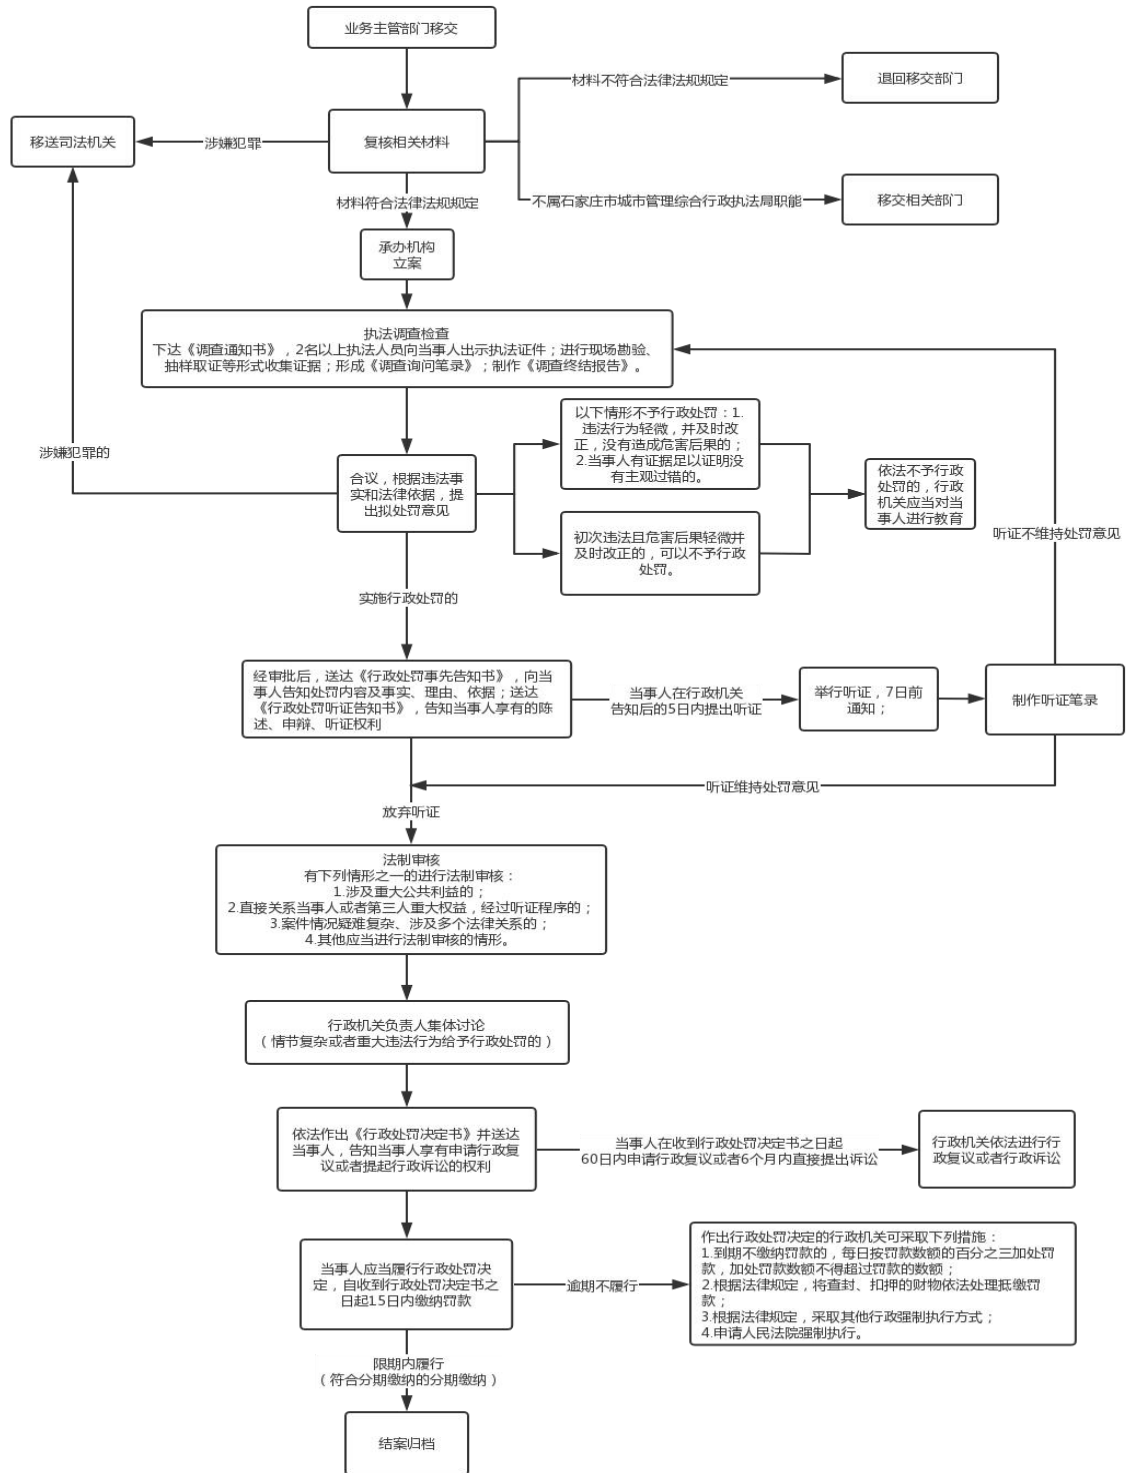 业务主管部门移交
材料不符合法律法规规定
退回移交部门
移送司法机关
涉嫌犯罪
复核相关材料
不属石家庄市城市管理综合行政执法局职能
移交相关部门
材料符合法律法规规定
承办机构
立案
执法调查检查
下达《调查通知书》，2名以上执法人员向当事人出示执法证件；进行现场勘验、
抽样取证等形式收集证据；形成《调查询问笔录》；制作《调查终结报告》。
涉嫌犯罪的
合议，根据违法事
实和法律依据，提
出拟处罚意见
以下情形不予行政处罚：1.
违法行为轻微，并及时改
正，没有造成危害后果的；
2.当事人有证据足以证明没
有主观过错的。
初次违法且危害后果轻微并
及时改正的，可以不予行政
处罚。
依法不予行政
处罚的，行政
机关应当对当
事人进行教育
听证不维持处罚意见
实施行政处罚的
经审批后，送达《行政处罚事先告知书》，向当
事人告知处罚内容及事实、理由、依据；送达
《行政处罚听证告知书》，告知当事人享有的陈
述、申辩、听证权利
当事人在行政机关
告知后的5日内提出听证
举行听证，7日前
通知；
制作听证笔录
听证维持处罚意见
放弃听证
法制审核
有下列情形之一的进行法制审核：
1.涉及重大公共利益的；
2.直接关系当事人或者第三人重大权益，经过听证程序的；
3.案件情况疑难复杂、涉及多个法律关系的；
4.其他应当进行法制审核的情形。
行政机关负责人集体讨论
（情节复杂或者重大违法行为给予行政处罚的）
依法作出《行政处罚决定书》并送达
当事人，告知当事人享有申请行政复
议或者提起行政诉讼的权利
当事人在收到行政处罚决定书之日起
60日内申请行政复议或者6个月内直接提出诉讼
行政机关依法进行行
政复议或者行政诉讼
当事人应当履行行政处罚决
定，自收到行政处罚决定书之
日起15日内缴纳罚款
逾期不履行
作出行政处罚决定的行政机关可采取下列措施：
1.到期不缴纳罚款的，每日按罚款数额的百分之三加处罚
款，加处罚款数额不得超过罚款的数额；
2.根据法律规定，将查封、扣押的财物依法处理抵缴罚
款；
3.根据法律规定，采取其他行政强制执行方式；
4.申请人民法院强制执行。
限期内履行
（符合分期缴纳的分期缴纳）
结案归档